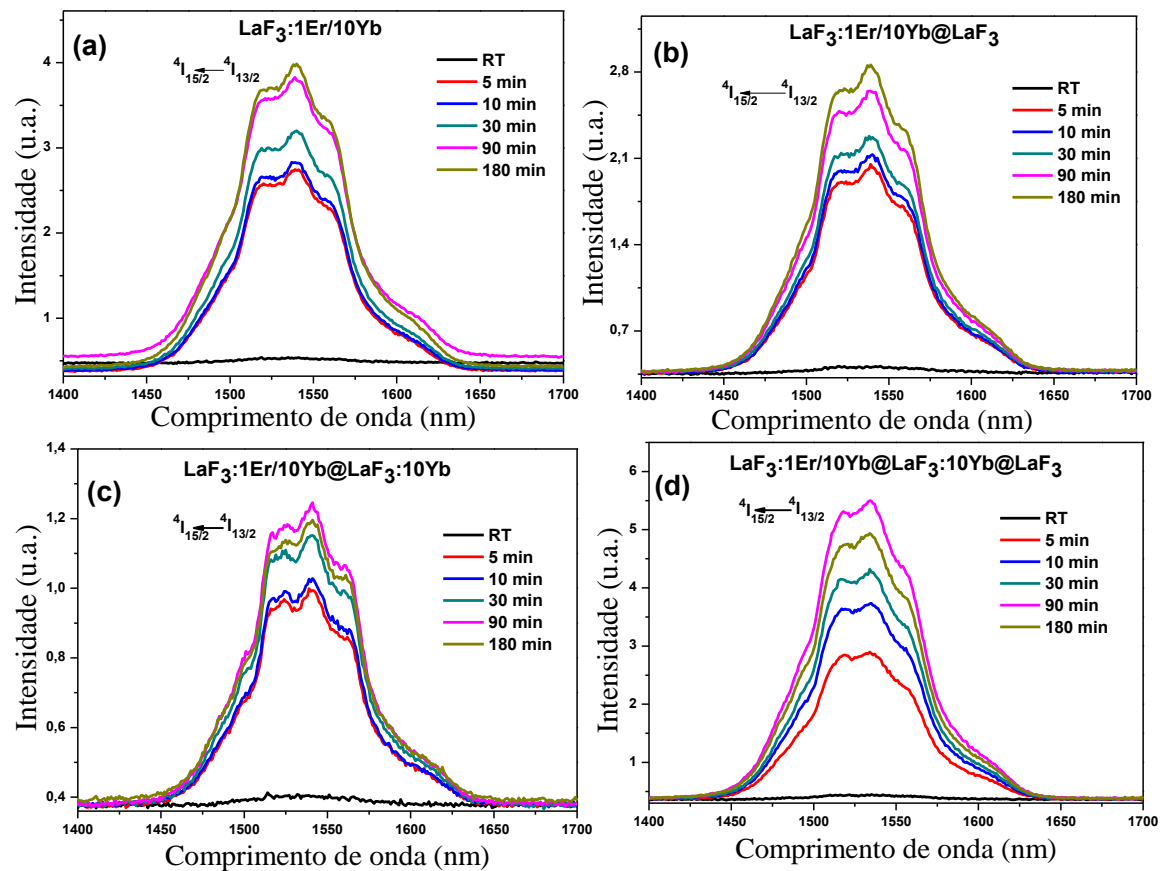 (a)
LaF3:1Er/10Yb
4I15/2 ← 4I13/2
RT
5 min
10 min
30 min
90 min
180 min
4
3
2
1
1400 1450 1500 1550 1600 1650 1700
Intensidade (u.a.)
Comprimento de onda (nm)
(b)
LaF3:1Er/10Yb@LaF3
4I15/2 ← 4I13/2
RT
5 min
10 min
30 min
90 min
180 min
2,8
2,1
1,4
0,7
1400 1450 1500 1550 1600 1650 1700
Intensidade (u.a.)
Comprimento de onda (nm)
(c)
LaF3:1Er/10Yb@LaF3:10Yb
4I15/2 ← 4I13/2
RT
5 min
10 min
30 min
90 min
180 min
1,4
1,2
1,0
0,8
0,6
0,4
1400 1450 1500 1550 1600 1650 1700
Intensidade (u.a.)
Comprimento de onda (nm)
(d)
LaF3:1Er/10Yb@LaF3:10Yb@LaF3
4I15/2 ← 4I13/2
RT
5 min
10 min
30 min
90 min
180 min
6
5
4
3
2
1
1400 1450 1500 1550 1600 1650 1700
Intensidade (u.a.)
Comprimento de onda (nm)